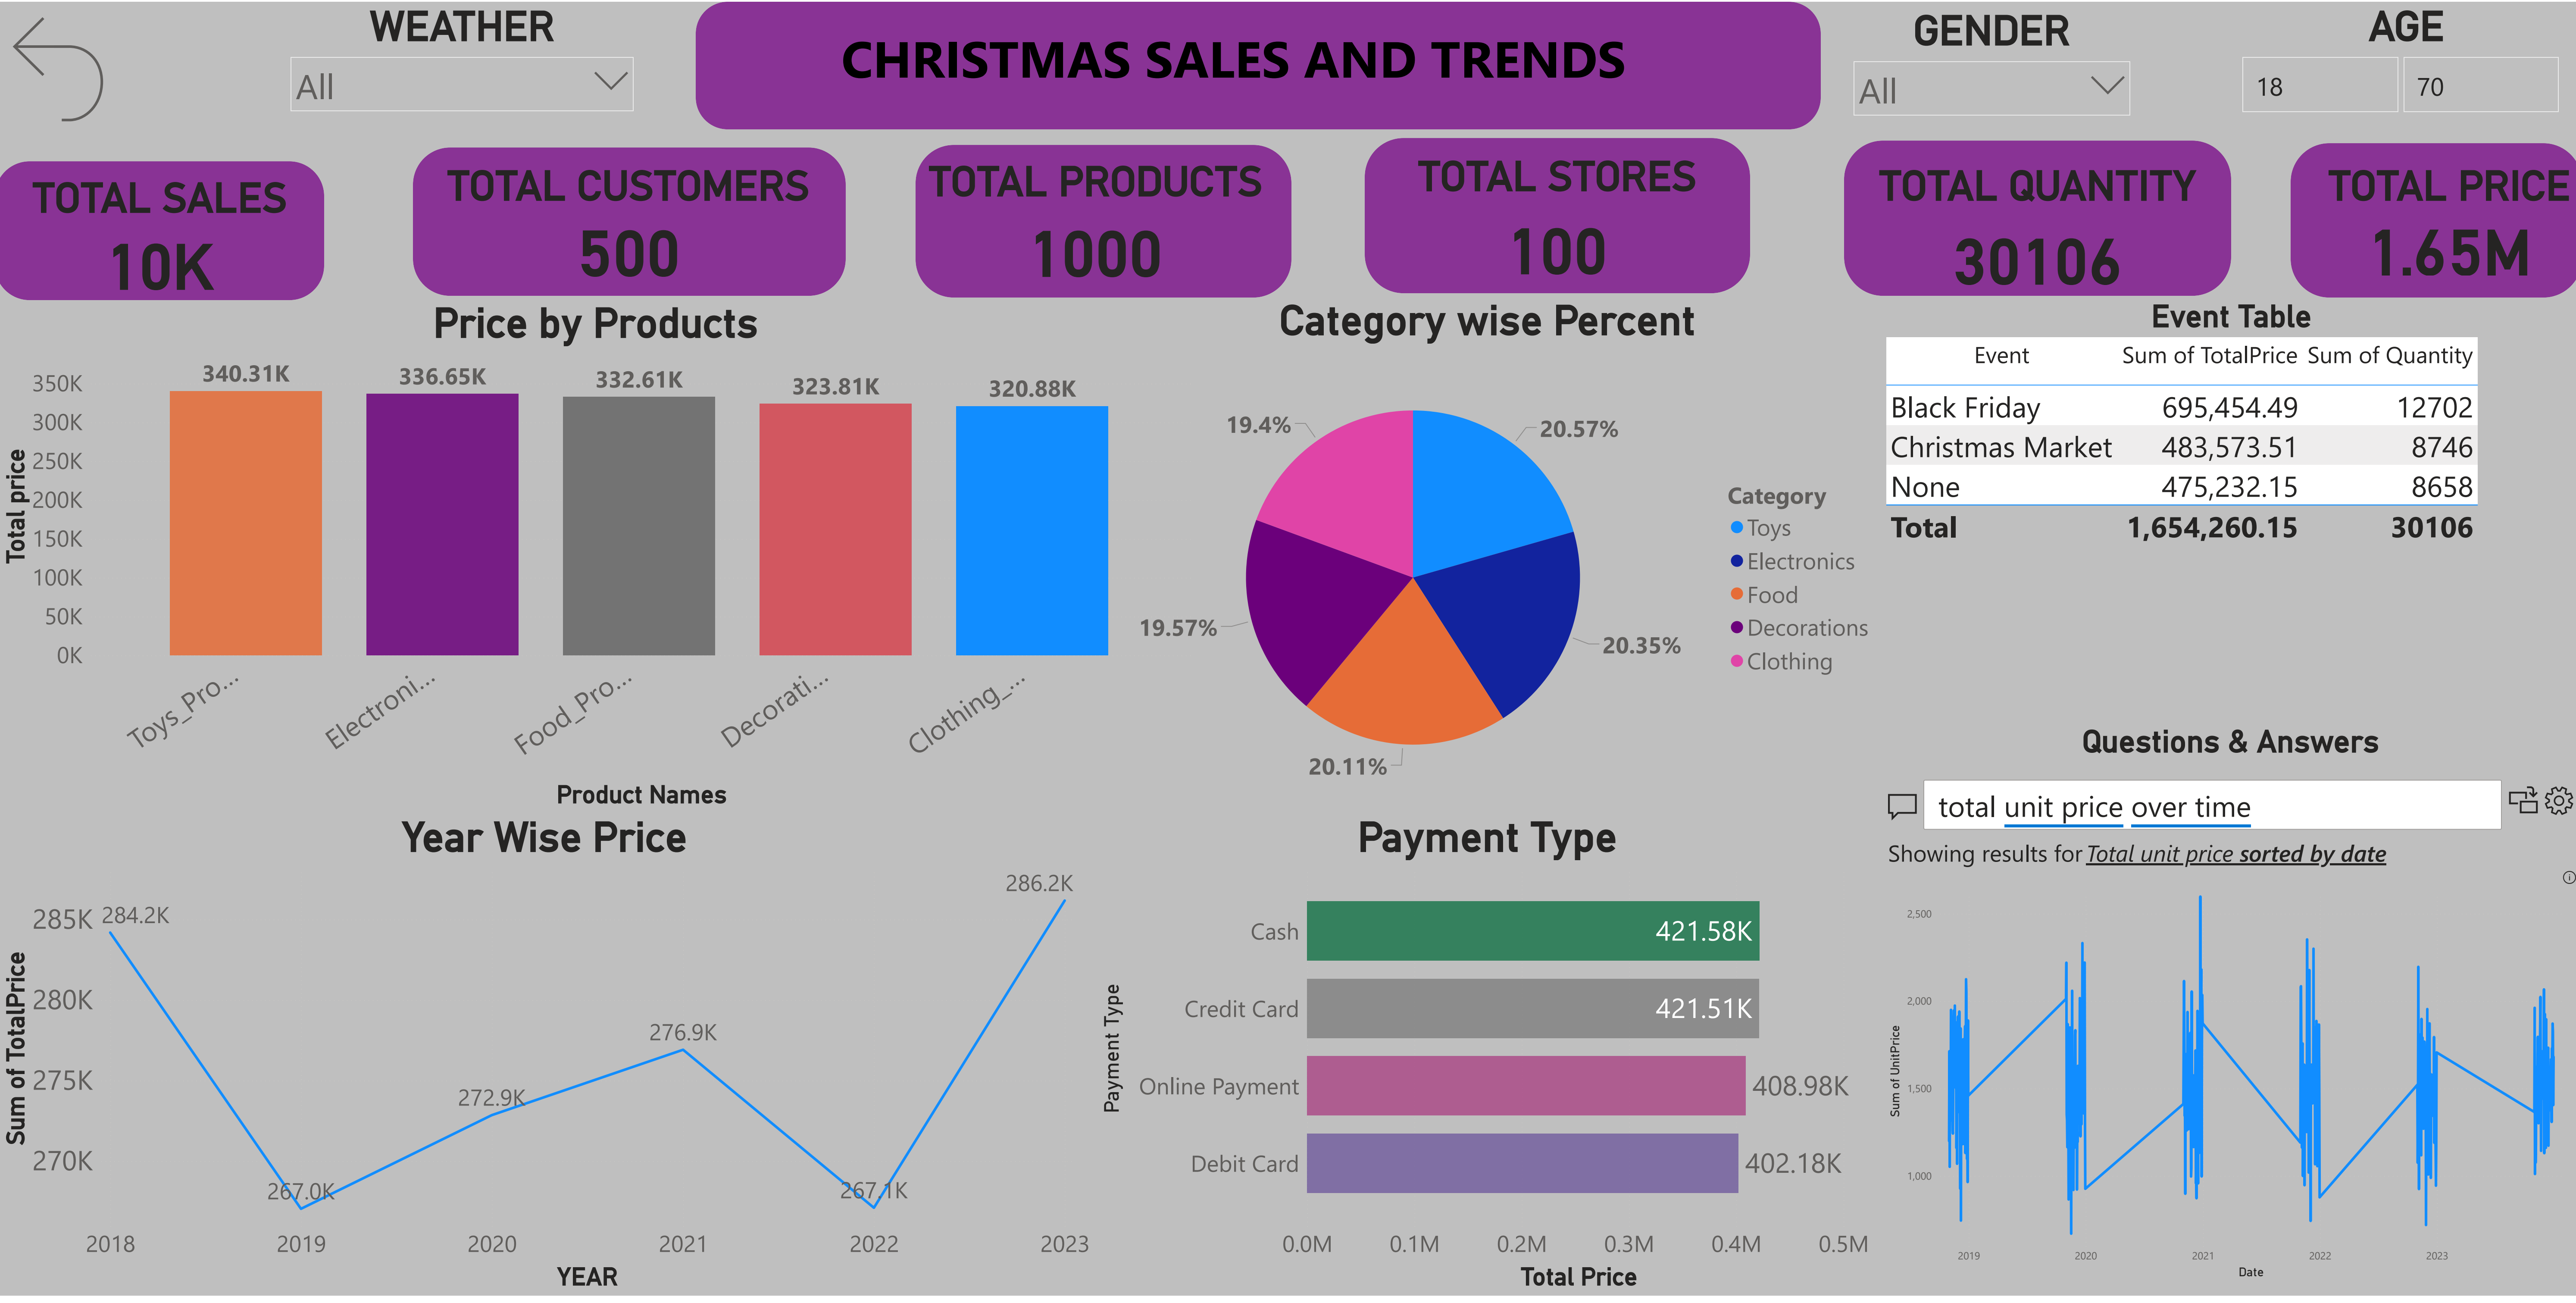 WEATHER
All
CHRISTMAS SALES AND TRENDS
GENDER
All
AGE
18
70
TOTAL SALES
10K
TOTAL CUSTOMERS
500
TOTAL PRODUCTS
1000
TOTAL STORES
100
TOTAL QUANTITY
30106
TOTAL PRICE
1.65M
Price by Products
Total price
350K
300K
250K
200K
150K
100K
50K
0K
340.31K
336.65K
332.61K
323.81K
320.88K
Toys_Pro...
Electroni...
Food_Pro...
Decorati...
Clothing_...
Product Names
Category wise Percent
20.57%
20.35%
20.11%
19.57%
19.4%
Category
Toys
Electronics
Food
Decorations
Clothing
Event Table
Event Sum of TotalPrice Sum of Quantity
Black Friday 695,454.49 12702
Christmas Market 483,573.51 8746
None 475,232.15 8658
Total 1,654,260.15 30106
Year Wise Price
Sum of TotalPrice
285K
280K
275K
270K
284.2K
267.0K
272.9K
276.9K
267.1K
286.2K
2018 2019 2020 2021 2022 2023
YEAR
Payment Type
Payment Type
Cash 421.58K
Credit Card 421.51K
Online Payment 408.98K
Debit Card 402.18K
0.0M 0.1M 0.2M 0.3M 0.4M 0.5M
Total Price
Questions & Answers
total unit price over time
Showing results for Total unit price sorted by date
Sum of UnitPrice
2,500
2,000
1,500
1,000
2019 2020 2021 2022 2023
Date